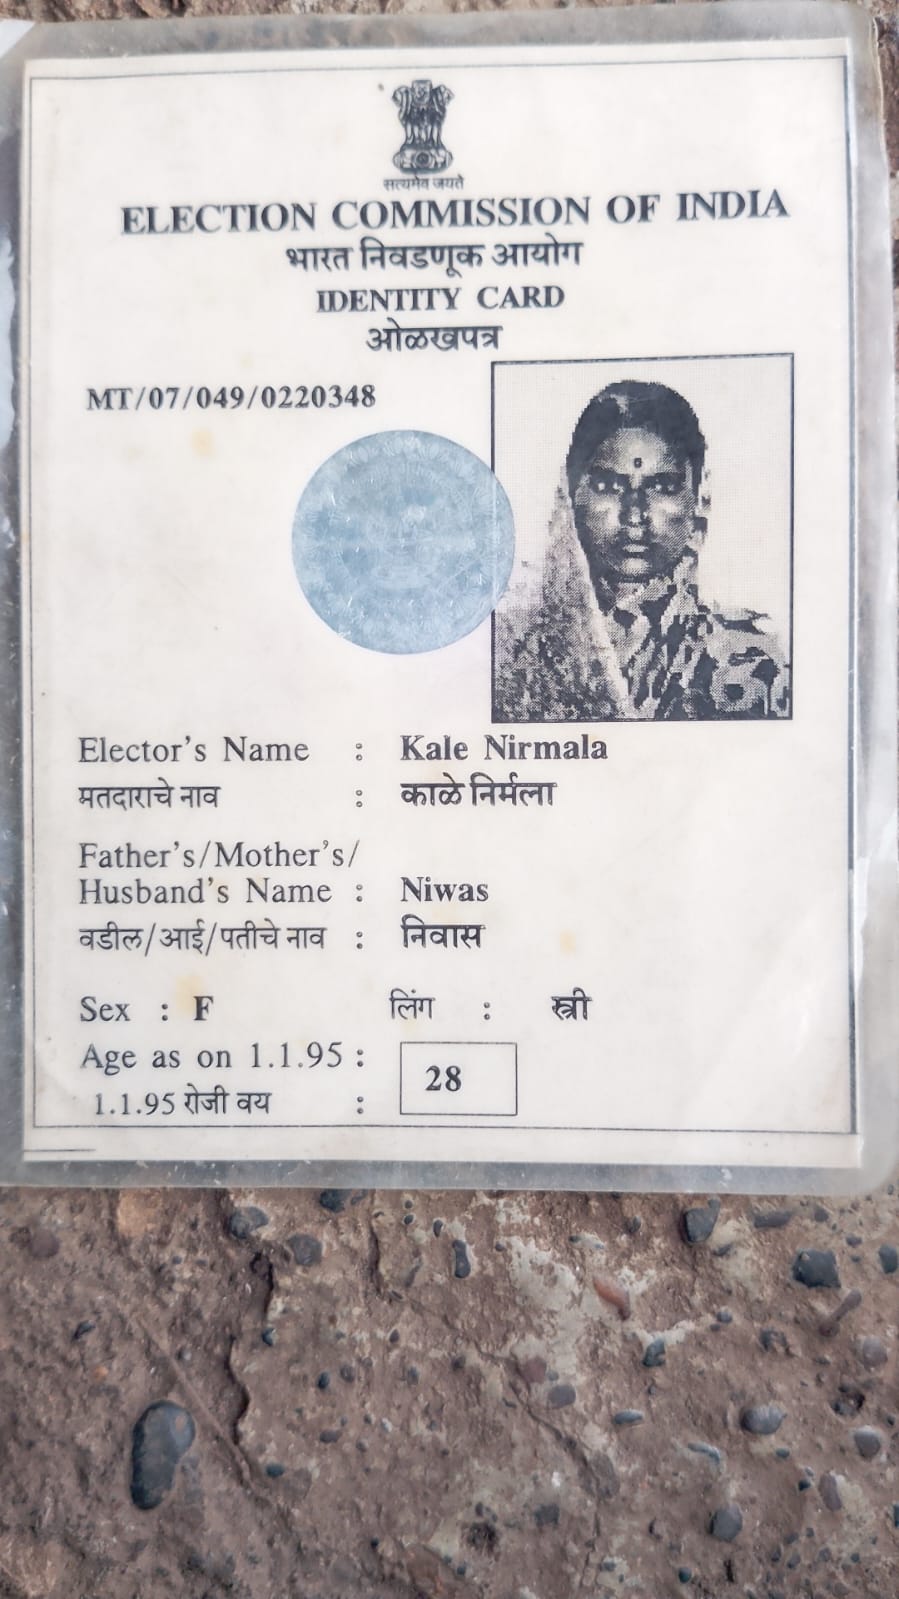 सत्यमेव जयते
ELECTION COMMISSION OF INDIA
भारत निवडणूक आयोग
IDENTITY CARD
ओळखपत्र
MT/07/049/0220348
Elector's Name : Kale Nirmala
मतदाराचे नाव : काळे निर्मला
Father's/Mother's/
Husband's Name : Niwas
वडील/आई/पतीचे नाव : निवास
Sex : F लिंग : स्त्री
Age as on 1.1.95 : 28
1.1.95 रोजी वय :